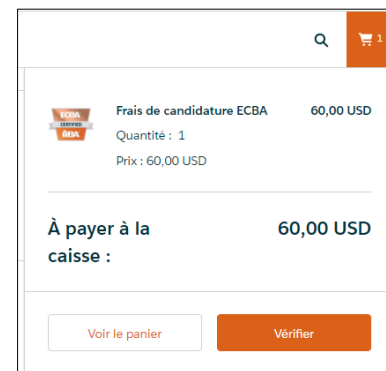 1
ECBA
CERTIFIED
IIBA
Frais de candidature ECBA 60,00 USD
Quantité : 1
Prix : 60,00 USD
À payer à la 60,00 USD
caisse :
Voir le panier Vérifier